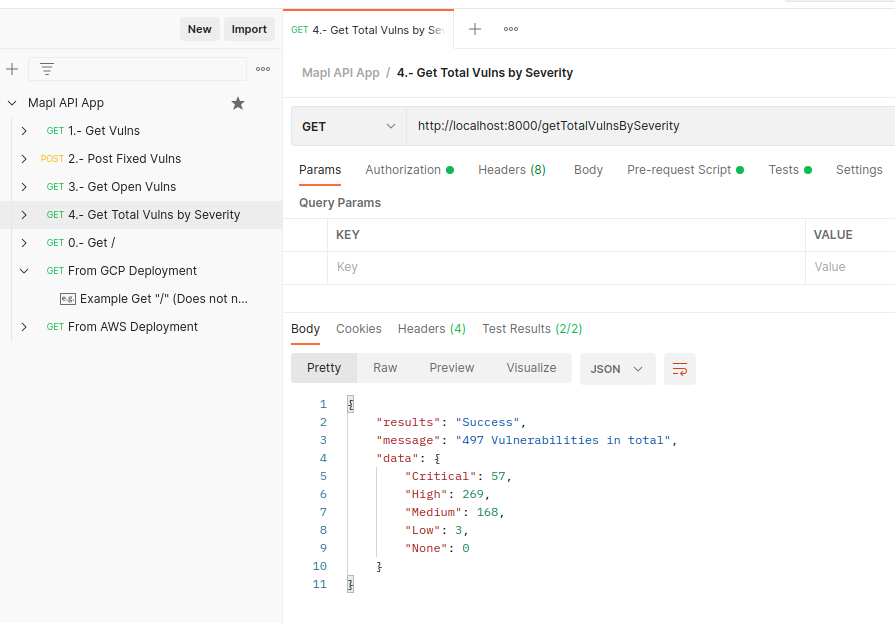 New Import
Mapl API App
GET 1.- Get Vulns
POST 2.- Post Fixed Vulns
GET 3.- Get Open Vulns
GET 4.- Get Total Vulns by Severity
GET 0.- Get /
GET From GCP Deployment
e.g. Example Get "/" (Does not n...
GET From AWS Deployment
GET 4.- Get Total Vulns by Se
Mapl API App / 4.- Get Total Vulns by Severity
GET http://localhost:8000/getTotalVulnsBySeverity
Params Authorization Headers (8) Body Pre-request Script Tests Settings
Query Params
KEY VALUE
Key Value
Body Cookies Headers (4) Test Results (2/2)
Pretty Raw Preview Visualize JSON
1 {
2 "results": "Success",
3 "message": "497 Vulnerabilities in total",
4 "data": {
5 "Critical": 57,
6 "High": 269,
7 "Medium": 168,
8 "Low": 3,
9 "None": 0
10 }
11 }